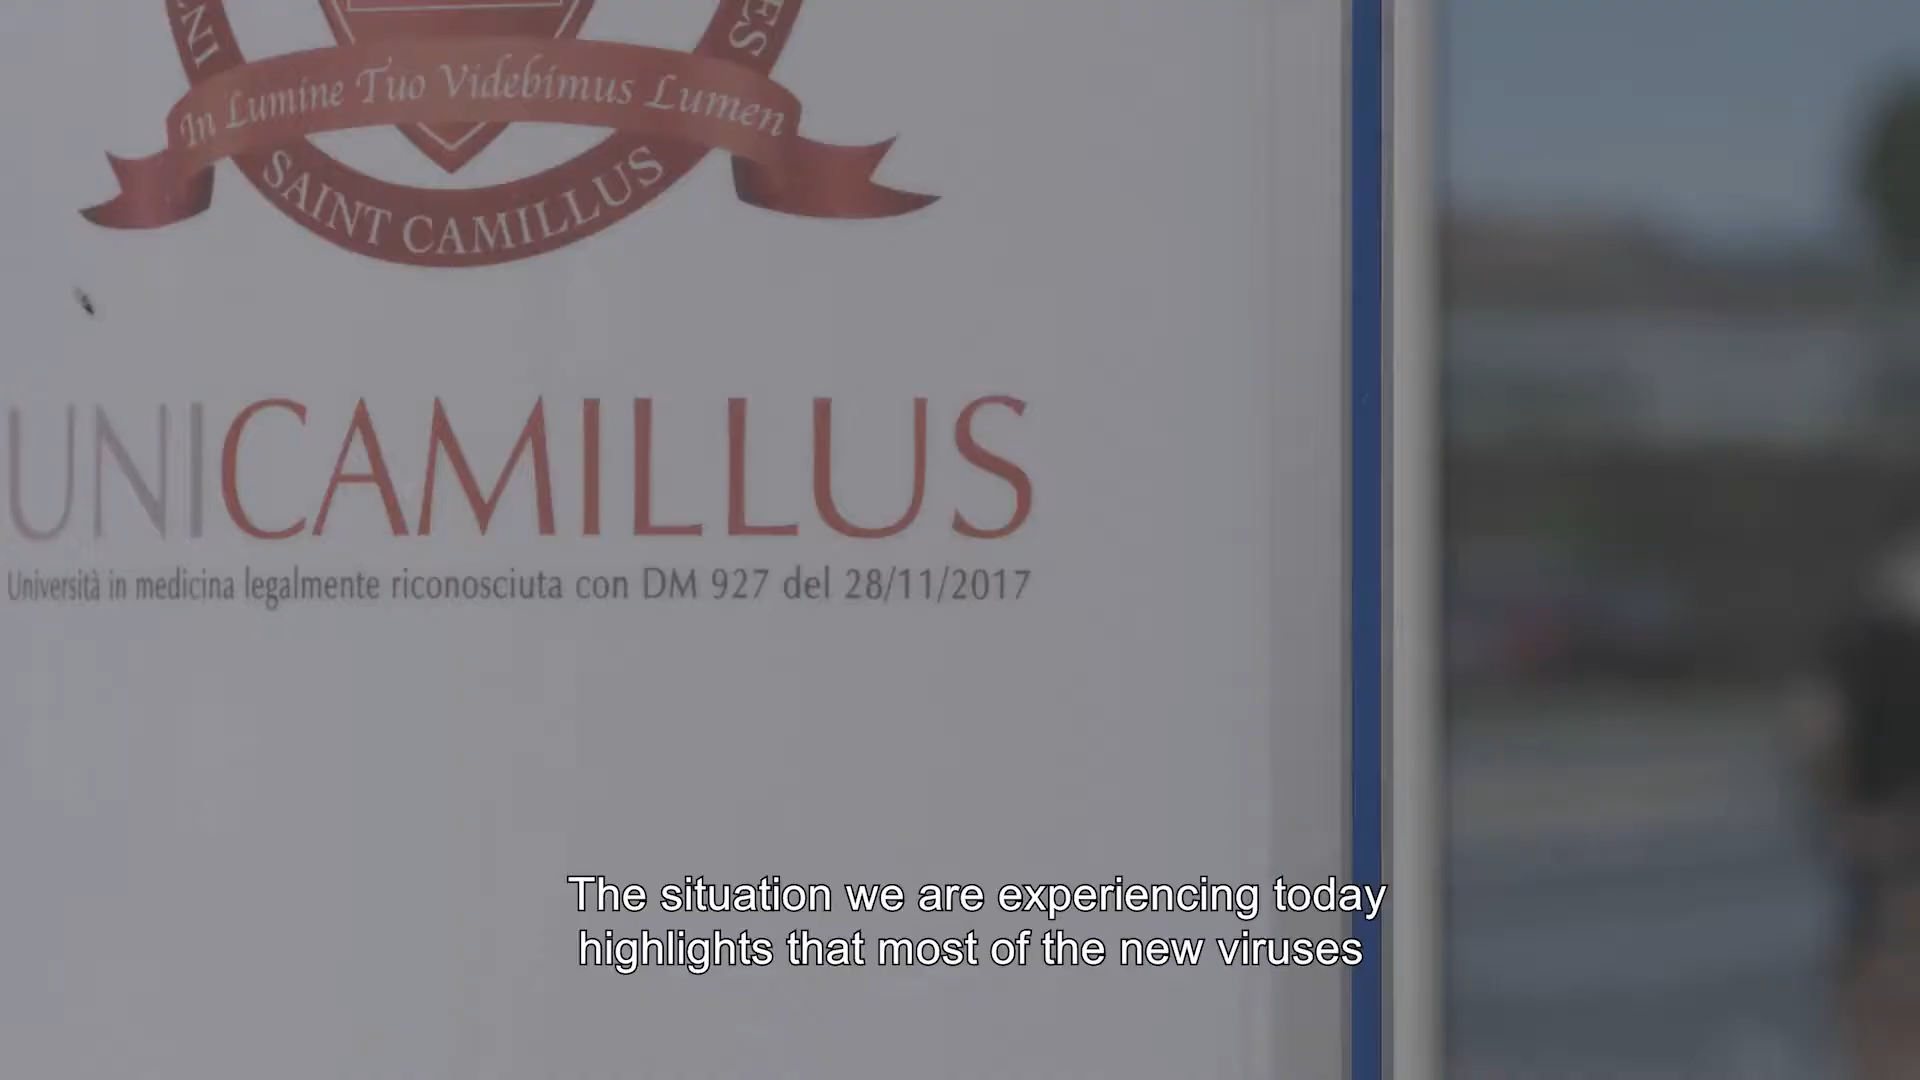 In Lumine Tuo Videbimus Lumen
SAINT CAMILLUS
UNICAMILLUS
Università in medicina legalmente riconosciuta con DM 927 del 28/11/2017
The situation we are experiencing today
highlights that most of the new viruses